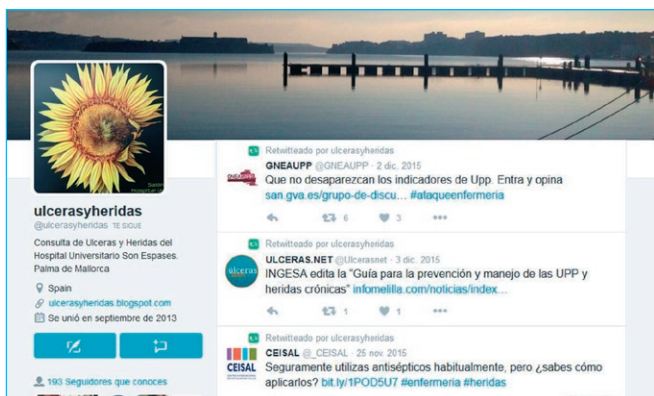 ulcerasyheridas
@ulcerasyheridas TE SIGUE
Consulta de Ulceras y Heridas del
Hospital Universitario Son Espases.
Palma de Mallorca
Spain
ulcerasyheridas.blogspot.com
Se unió en septiembre de 2013
193 Seguidores que conoces
Retwitteado por ulcerasyheridas
GNEAUPP @GNEAUPP · 2 dic. 2015
Que no desaparezcan los indicadores de Upp. Entra y opina
san.gva.es/grupo-de-discu... #ataqueenfermeria
6 3
Retwitteado por ulcerasyheridas
ULCERAS.NET @Ulcerasnet · 3 dic. 2015
INGESA edita la "Guía para la prevención y manejo de las UPP y
heridas crónicas" infomelilla.com/noticias/index...
1 1
Retwitteado por ulcerasyheridas
CEISAL @_CEISAL · 25 nov. 2015
Seguramente utilizas antisépticos habitualmente, pero ¿sabes cómo
aplicarlos? bit.ly/1POD5U7 #enfermeria #heridas
CEISAL